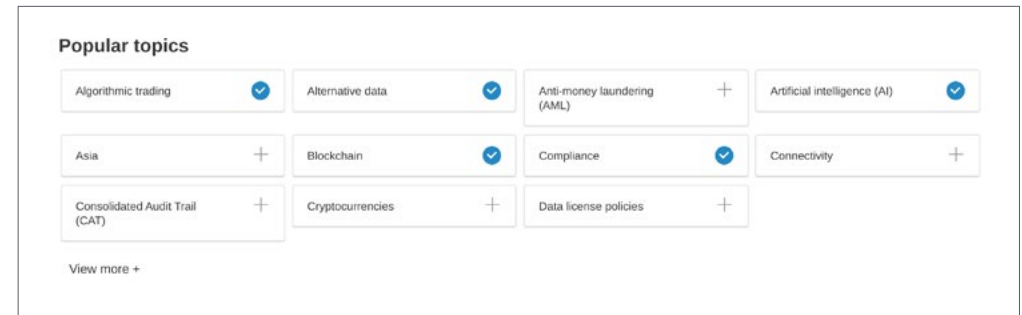 Popular topics
Algorithmic trading
Alternative data
Anti-money laundering
(AML)
Artificial intelligence (AI)
Asia
Blockchain
Compliance
Connectivity
Consolidated Audit Trail
(CAT)
Cryptocurrencies
Data license policies
View more +